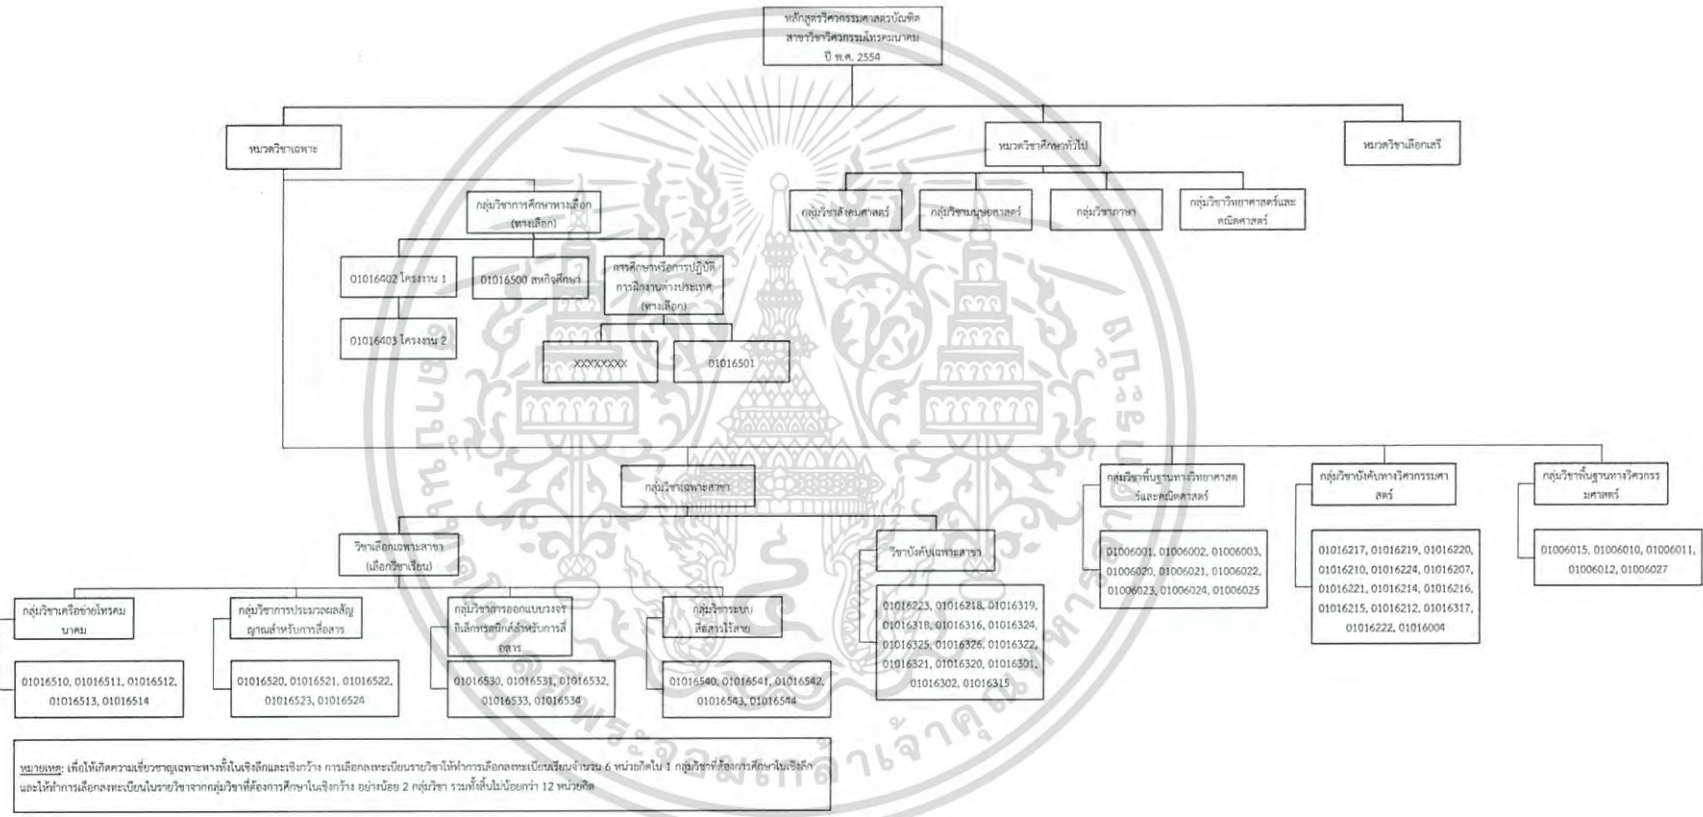 หลักสูตรวิศวกรรมศาสตรบัณฑิต
สาขาวิชาวิศวกรรมโทรคมนาคม
ปี พ.ศ. 2554
หมวดวิชาเฉพาะ
หมวดวิชาศึกษาทั่วไป
หมวดวิชาเลือกเสรี
กลุ่มวิชาการศึกษาทางเลือก
(ทางเลือก)
กลุ่มวิชาสังคมศาสตร์
กลุ่มวิชามนุษยศาสตร์
กลุ่มวิชาภาษา
กลุ่มวิชาวิทยาศาสตร์และ
คณิตศาสตร์
01016402 โครงงาน 1
01016500 สหกิจศึกษา
การศึกษาหรือการปฏิบัติ
การฝึกงานต่างประเทศ
(ทางเลือก)
01016403 โครงงาน 2
XXXXXXXX
01016501
กลุ่มวิชาเฉพาะสาขา
กลุ่มวิชาพื้นฐานทางวิทยาศาสต
ร์และคณิตศาสตร์
กลุ่มวิชาบังคับทางวิศวกรรมศา
สตร์
กลุ่มวิชาพื้นฐานทางวิศวกรร
มศาสตร์
วิชาเลือกเฉพาะสาขา
(เลือกวิชาเรียน)
วิชาบังคับเฉพาะสาขา
01006001, 01006002, 01006003,
01006020, 01006021, 01006022,
01006023, 01006024, 01006025
01016217, 01016219, 01016220,
01016210, 01016224, 01016207,
01016221, 01016214, 01016216,
01016215, 01016212, 01016317,
01016222, 01016004
01006015, 01006010, 01006011,
01006012, 01006027
กลุ่มวิชาเครือข่ายโทรคม
นาคม
กลุ่มวิชาการประมวลผลสัญ
ญาณสำหรับการสื่อสาร
กลุ่มวิชาการออกแบบวงจร
อิเล็กทรอนิกส์สำหรับการสื่
อสาร
กลุ่มวิชาระบบ
สื่อสารไร้สาย
01016223, 01016218, 01016319,
01016318, 01016316, 01016324,
01016325, 01016326, 01016322,
01016321, 01016320, 01016301,
01016302, 01016315
01016510, 01016511, 01016512,
01016513, 01016514
01016520, 01016521, 01016522,
01016523, 01016524
01016530, 01016531, 01016532,
01016533, 01016534
01016540, 01016541, 01016542,
01016543, 01016544
หมายเหตุ: เพื่อให้เกิดความเชี่ยวชาญเฉพาะทางทั้งในเชิงลึกและเชิงกว้าง การเลือกลงทะเบียนรายวิชาให้ทำการเลือกลงทะเบียนเรียนจำนวน 6 หน่วยกิตใน 1 กลุ่มวิชาที่ต้องการศึกษาในเชิงลึก
และให้ทำการเลือกลงทะเบียนในรายวิชาจากกลุ่มวิชาที่ต้องการศึกษาในเชิงกว้าง อย่างน้อย 2 กลุ่มวิชา รวมทั้งสิ้นไม่น้อยกว่า 12 หน่วยกิต
สถาบันเทคโนโลยีพระจอมเกล้าเจ้าคุณทหารลาดกระบัง